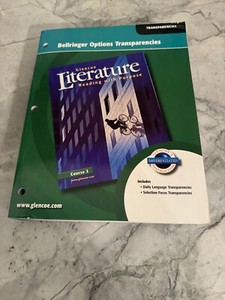 TRANSPARENCIES
Bellringer Options Transparencies
Glencoe
Literature
Reading with Purpose
Course 3
Includes:
• Daily Language Transparencies
• Selection Focus Transparencies
www.glencoe.com